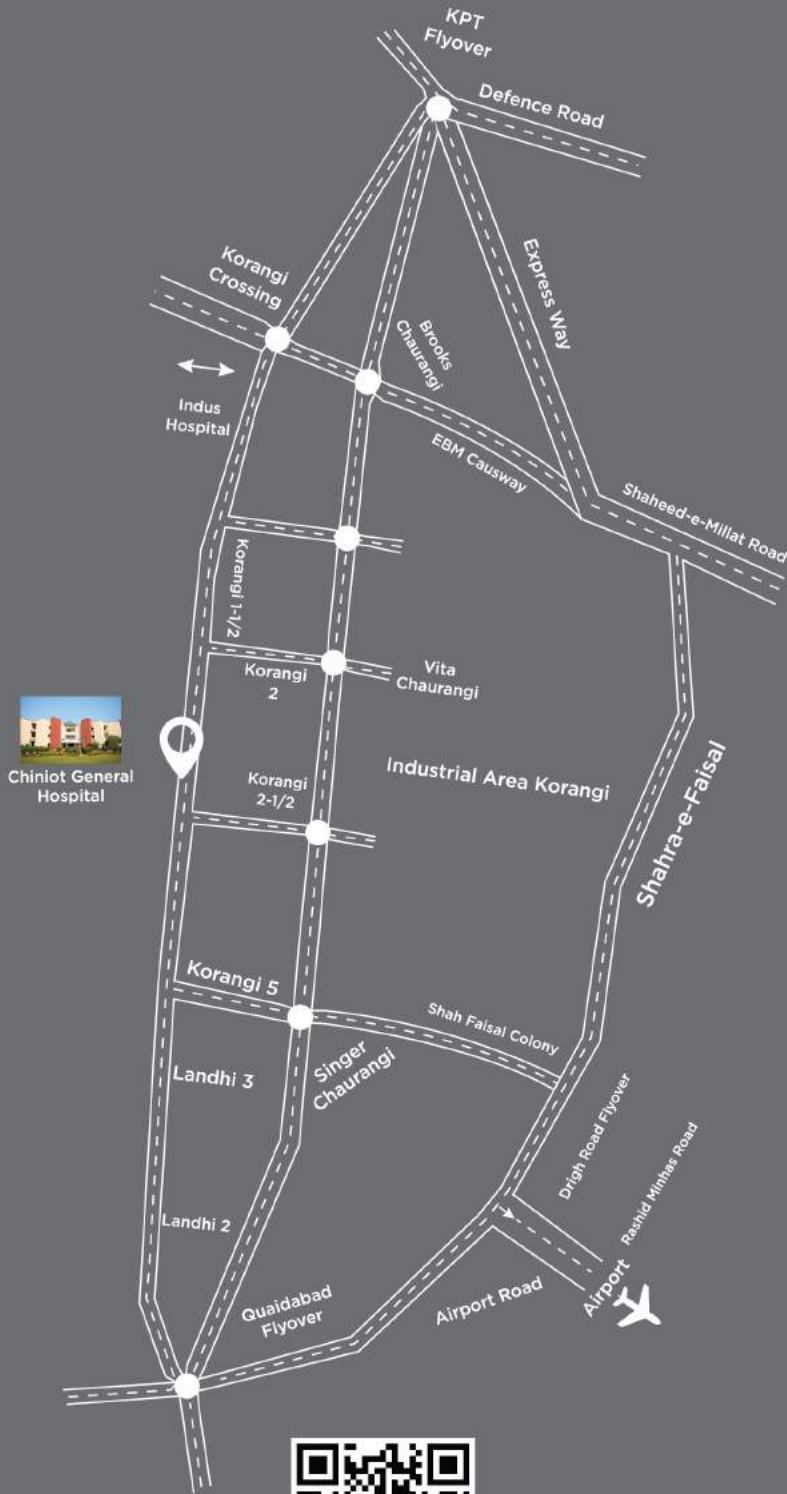 KPT
Flyover
Defence Road
Korangi
Crossing
Express Way
Brooks
Chaurangi
Indus
Hospital
EBM Causway
Shaheed-e-Millat Road
Korangi 1-1/2
Korangi
2
Vita
Chaurangi
Chiniot General
Hospital
Korangi
2-1/2
Industrial Area Korangi
Shahra-e-Faisal
Korangi 5
Shah Faisal Colony
Singer
Chaurangi
Landhi 3
Drigh Road Flyover
Rashid Minhas Road
Landhi 2
Quaidabad
Flyover
Airport Road
Airport